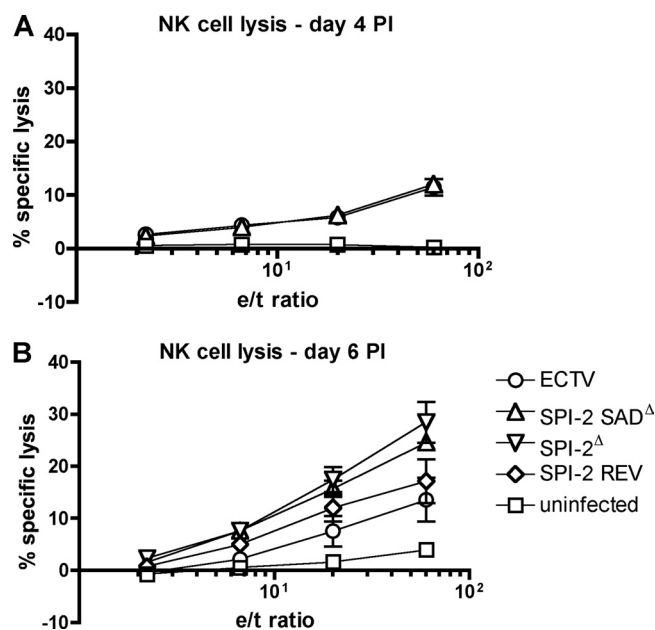 A
NK cell lysis - day 4 PI
40
30
20
10
0
-10
% specific lysis
10¹
10²
e/t ratio
B
NK cell lysis - day 6 PI
40
30
20
10
0
-10
% specific lysis
10¹
10²
e/t ratio
ECTV
SPI-2 SAD^Δ
SPI-2^Δ
SPI-2 REV
uninfected